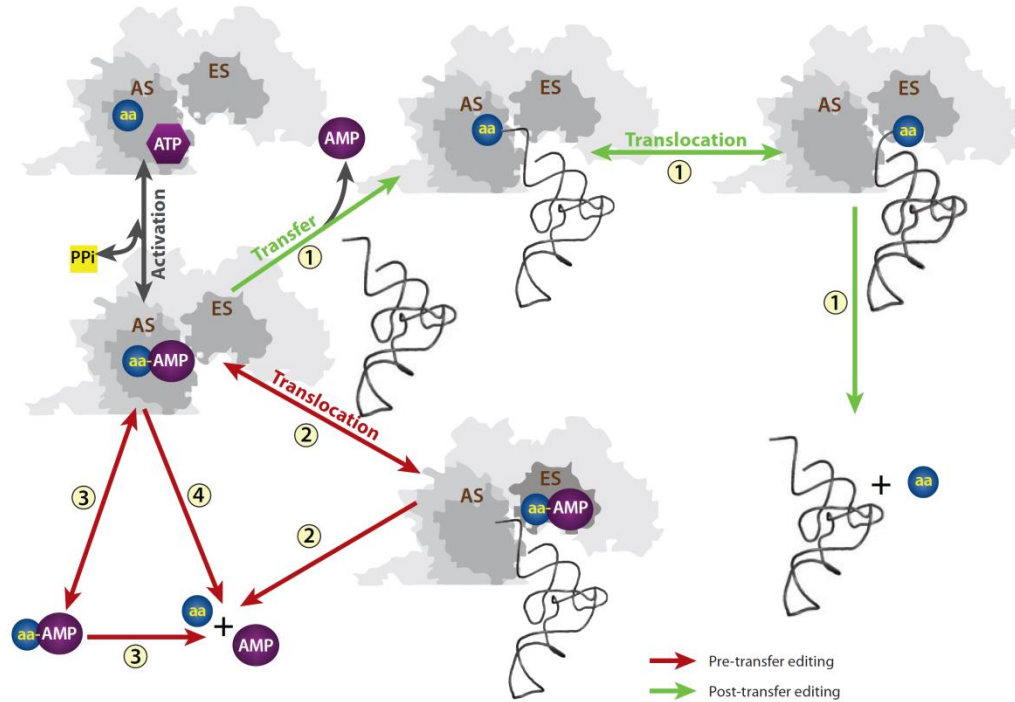 AS
ES
aa
ATP
AMP
AS
ES
aa
Translocation
1
AS
ES
aa
PPi
Activation
Transfer
1
1
AS
ES
aa-AMP
Translocation
2
3
4
2
AS
ES
aa-AMP
+
aa
aa-AMP
3
aa
+
AMP
Pre-transfer editing
Post-transfer editing